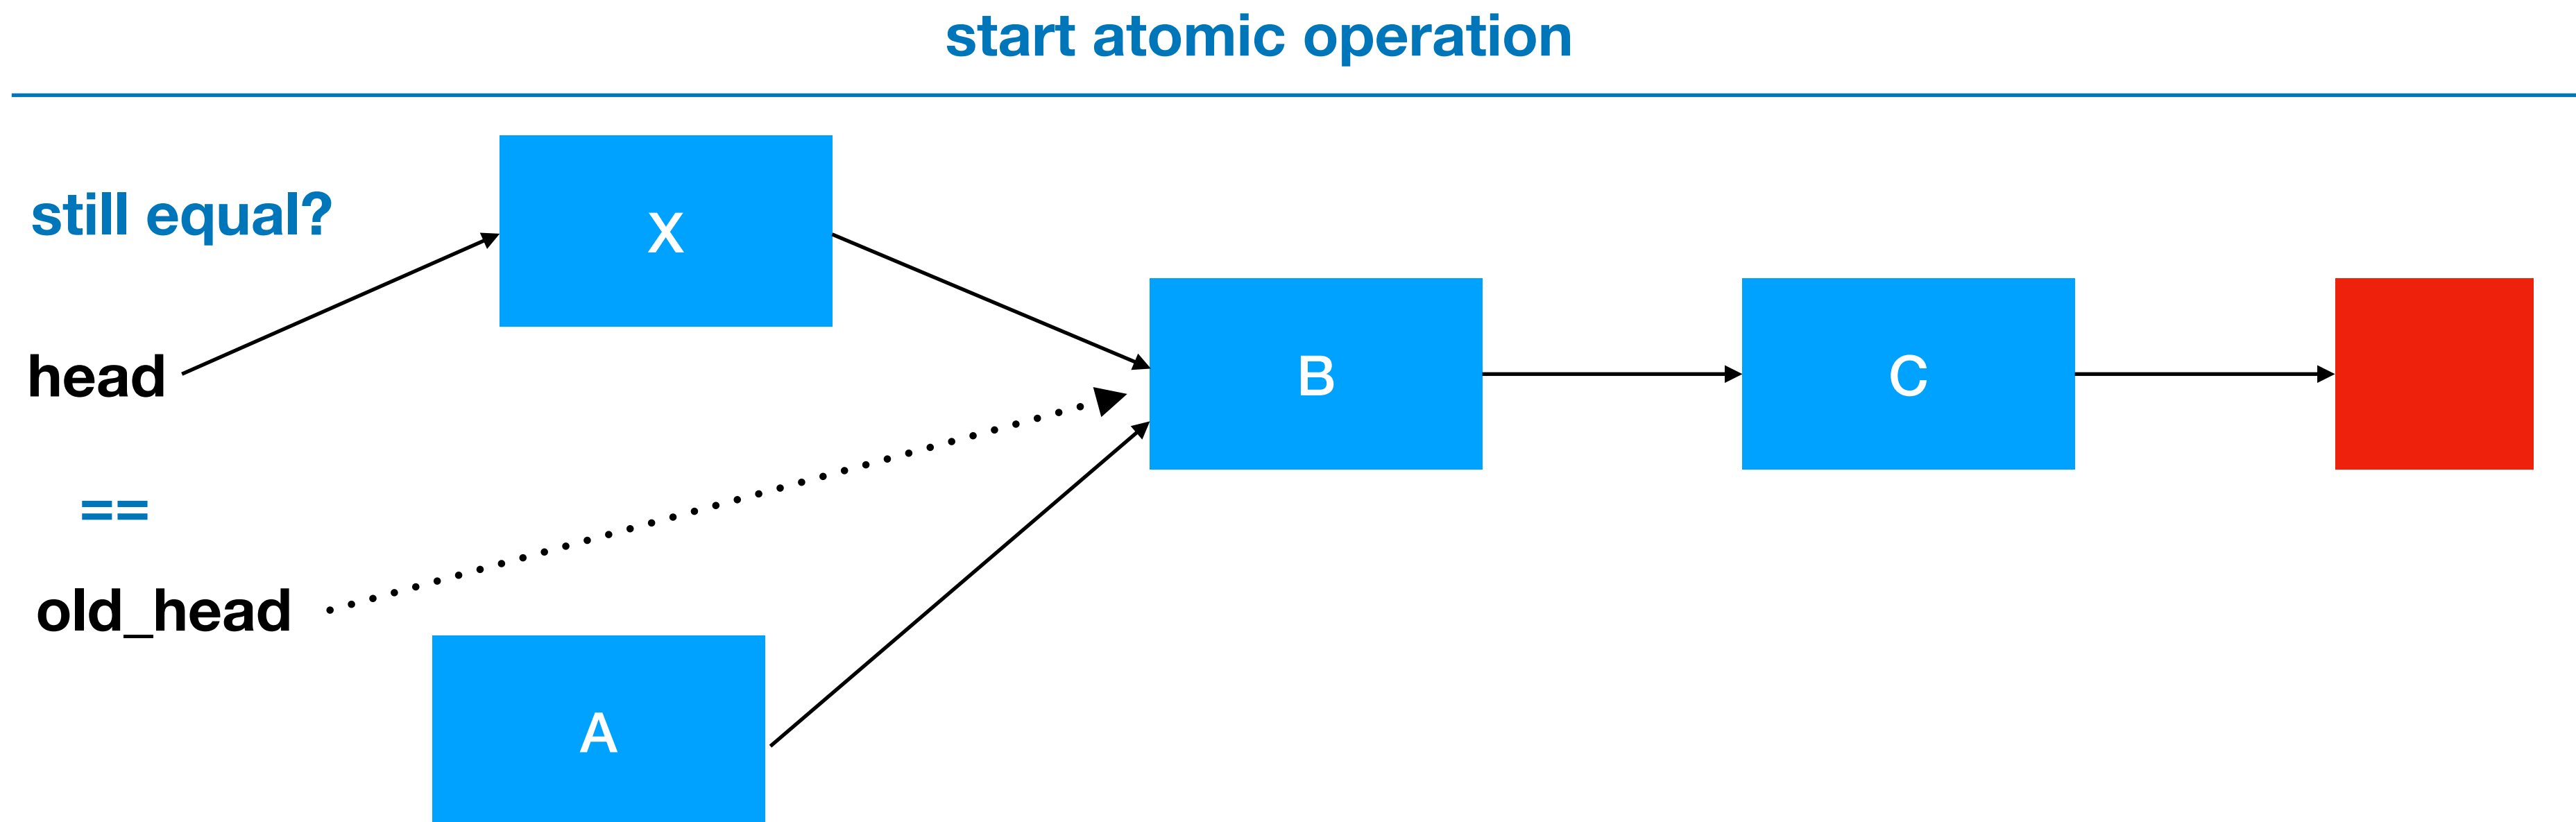 start atomic operation
still equal?
X
head
B
C
==
old_head
A